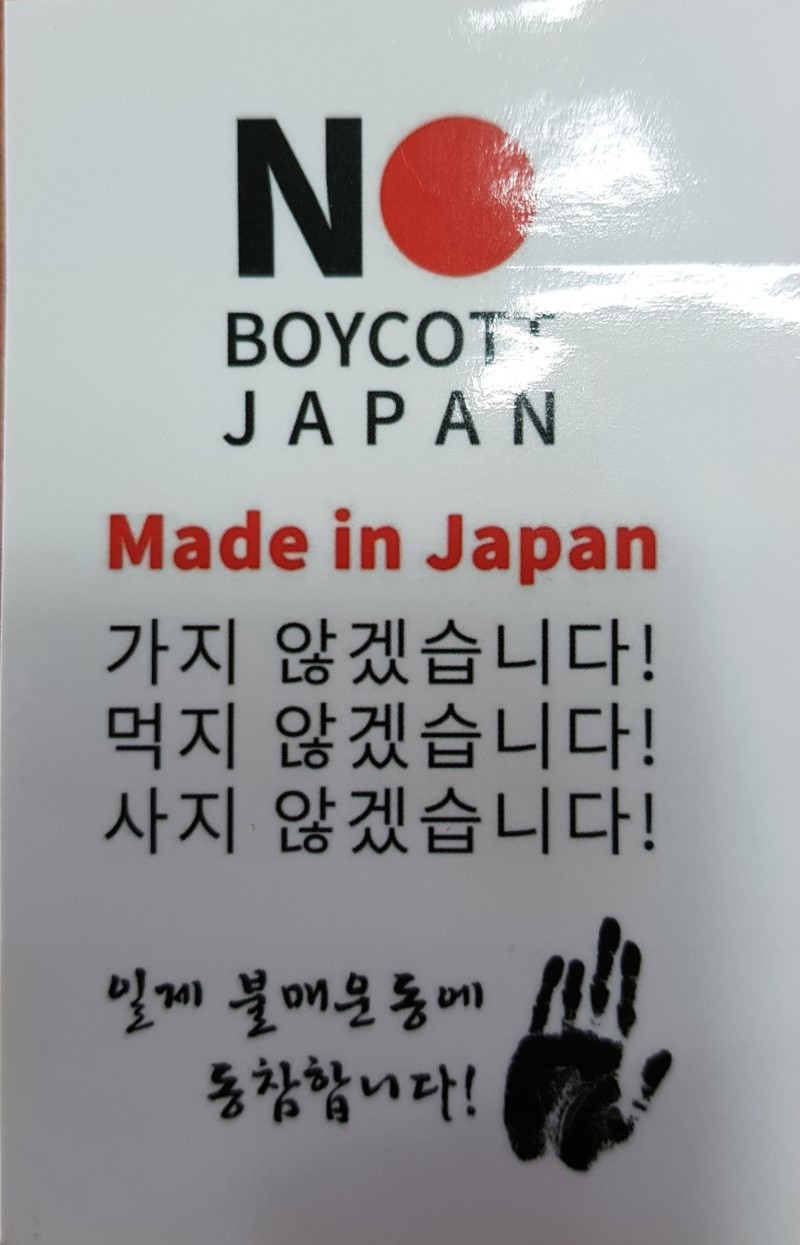 NO
BOYCOTT
JAPAN
Made in Japan
가지 않겠습니다!
먹지 않겠습니다!
사지 않겠습니다!
일제 불매운동에
동참합니다!